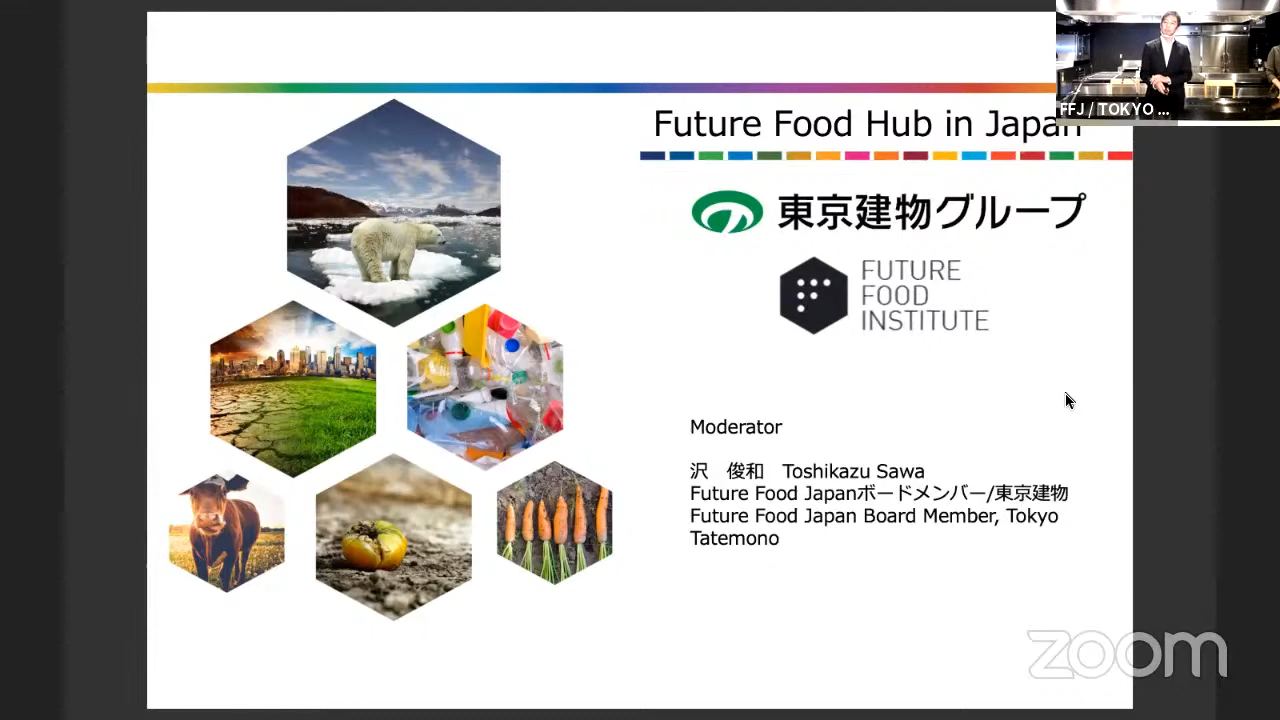 FFJ / TOKYO ...
Future Food Hub in Japan
東京建物グループ
FUTURE
FOOD
INSTITUTE
Moderator
沢　俊和　Toshikazu Sawa
Future Food Japanボードメンバー/東京建物
Future Food Japan Board Member, Tokyo
Tatemono
zoom